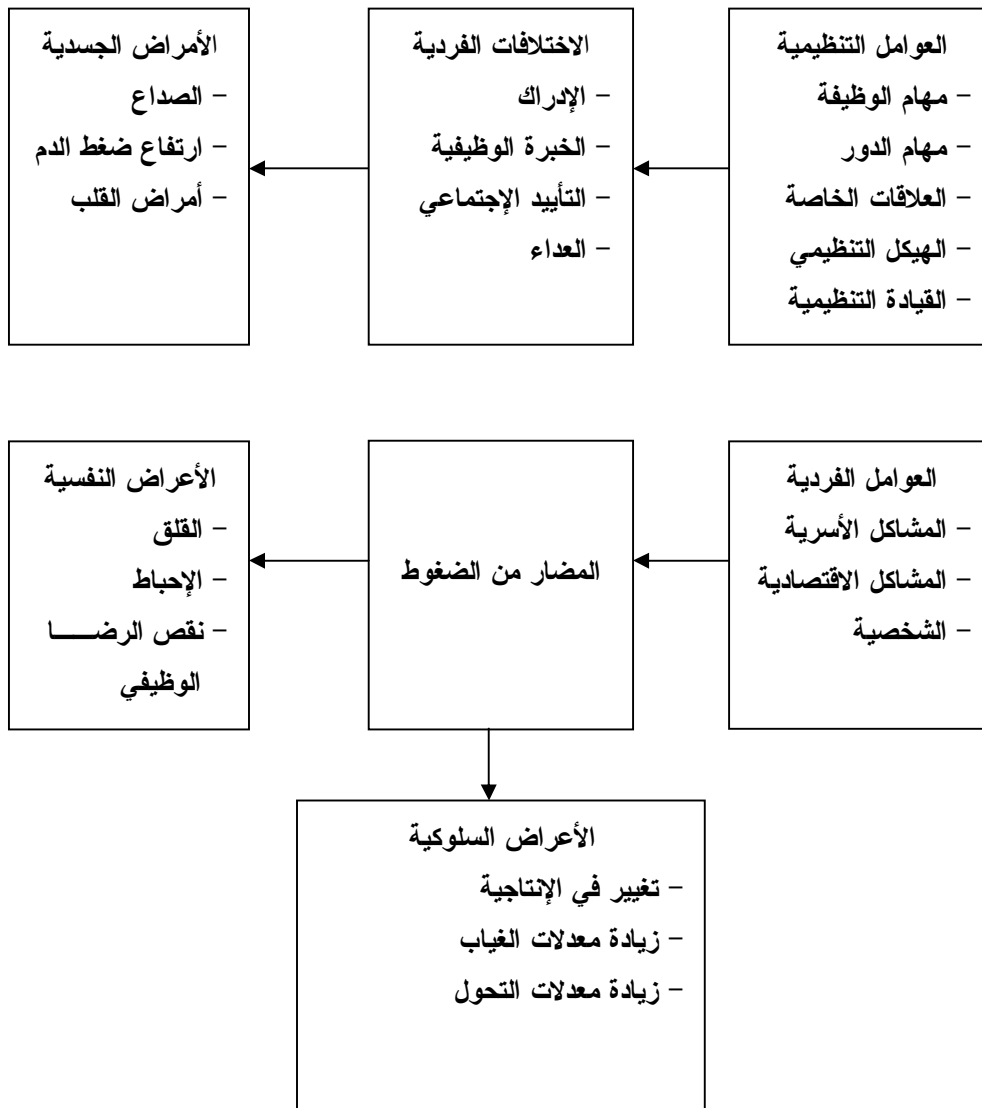 العوامل التنظيمية
- مهام الوظيفة
- مهام الدور
- العلاقات الخاصة
- الهيكل التنظيمي
- القيادة التنظيمية
الاختلافات الفردية
- الإدراك
- الخبرة الوظيفية
- التأييد الإجتماعي
- العداء
الأمراض الجسدية
- الصداع
- ارتفاع ضغط الدم
- أمراض القلب
العوامل الفردية
- المشاكل الأسرية
- المشاكل الاقتصادية
- الشخصية
المضار من الضغوط
الأعراض النفسية
- القلق
- الإحباط
- نقص الرضـــــا
الوظيفي
الأعراض السلوكية
- تغيير في الإنتاجية
- زيادة معدلات الغياب
- زيادة معدلات التحول